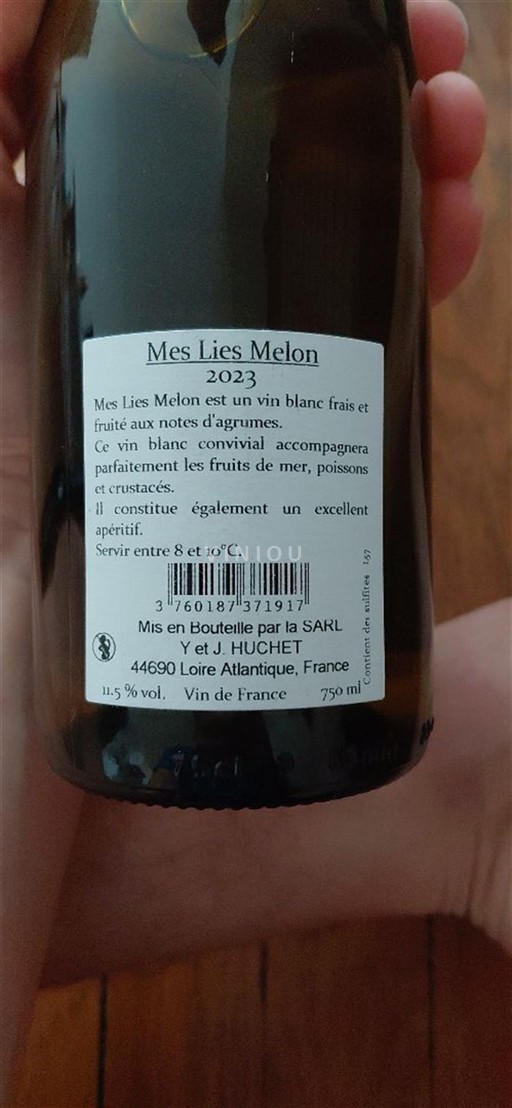 Mes Lies Melon
2023
Mes Lies Melon est un vin blanc frais et
fruité aux notes d'agrumes.
Ce vin blanc convivial accompagnera
parfaitement les fruits de mer, poissons
et crustacés.
Il constitue également un excellent
apéritif.
Servir entre 8 et 10°C.
VINIOU
3 760187 371917
Mis en Bouteille par la SARL
Y et J. HUCHET
44690 Loire Atlantique, France
11.5 % vol. Vin de France 750 ml
Contient des sulfites L57